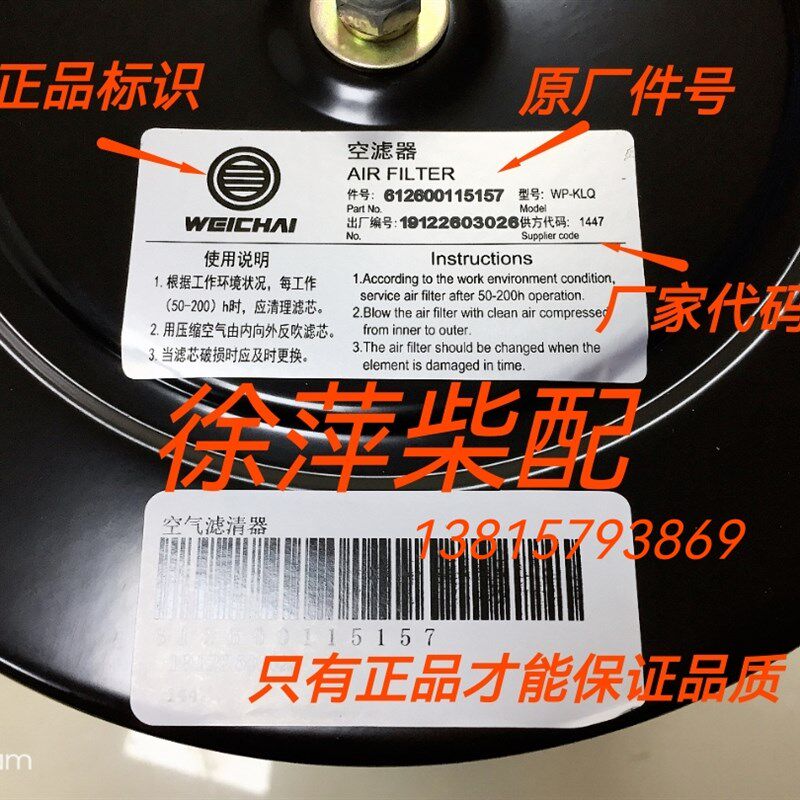 正品标识
原厂件号
空滤器
AIR FILTER
件号: 612600115157 型号: WP-KLQ
Part No. Model
出厂编号: 19122603026 供方代码: 1447
No. Supplier code
WEICHAI
使用说明
1. 根据工作环境状况，每工作
(50-200) h时，应清理滤芯。
2. 用压缩空气由内向外反吹滤芯。
3. 当滤芯破损时应及时更换。
Instructions
1.According to the work environment condition,
service air filter after 50-200h operation.
2.Blow the air filter with clean air compressed
from inner to outer.
3.The air filter should be changed when the
element is damaged in time.
厂家代码
徐萍柴配
13815793869
空气滤清器
612600115157
只有正品才能保证品质